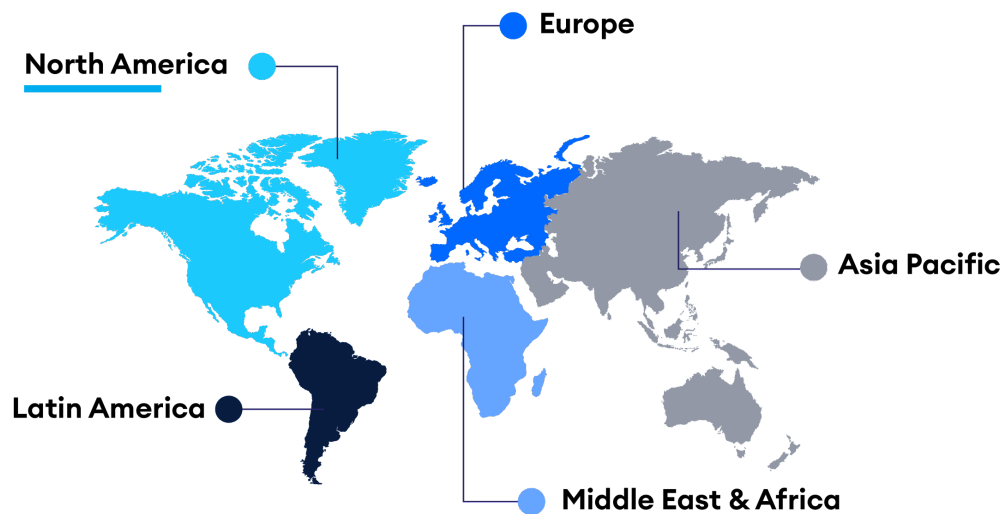 Europe
North America
Asia Pacific
Latin America
Middle East & Africa